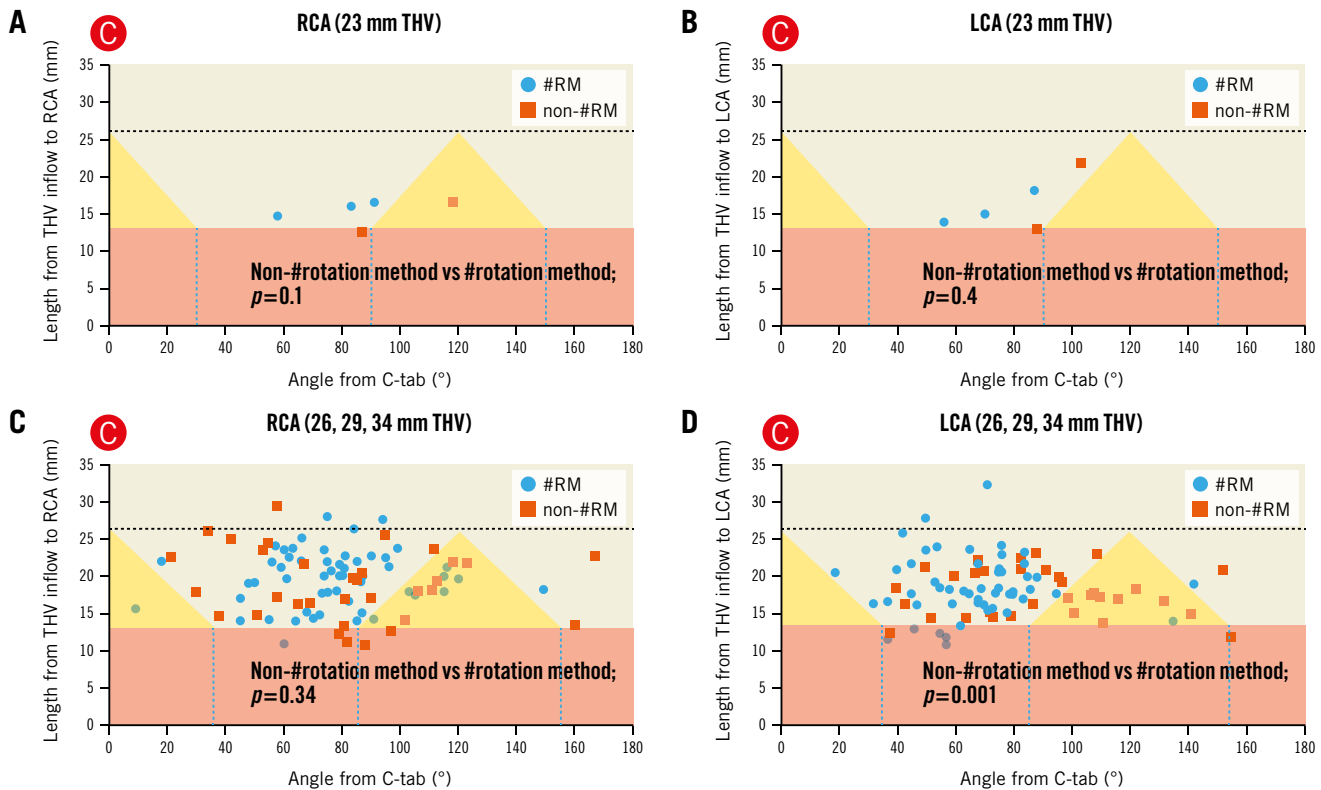 A
C
RCA (23 mm THV)
Length from THV inflow to RCA (mm)
35
30
25
20
15
10
5
0
#RM
non-#RM
Non-#rotation method vs #rotation method;
p=0.1
0 20 40 60 80 100 120 140 160 180
Angle from C-tab (°)
B
C
LCA (23 mm THV)
Length from THV inflow to LCA (mm)
35
30
25
20
15
10
5
0
#RM
non-#RM
Non-#rotation method vs #rotation method;
p=0.4
0 20 40 60 80 100 120 140 160 180
Angle from C-tab (°)
C
C
RCA (26, 29, 34 mm THV)
Length from THV inflow to RCA (mm)
35
30
25
20
15
10
5
0
#RM
non-#RM
Non-#rotation method vs #rotation method;
p=0.34
0 20 40 60 80 100 120 140 160 180
Angle from C-tab (°)
D
C
LCA (26, 29, 34 mm THV)
Length from THV inflow to LCA (mm)
35
30
25
20
15
10
5
0
#RM
non-#RM
Non-#rotation method vs #rotation method;
p=0.001
0 20 40 60 80 100 120 140 160 180
Angle from C-tab (°)